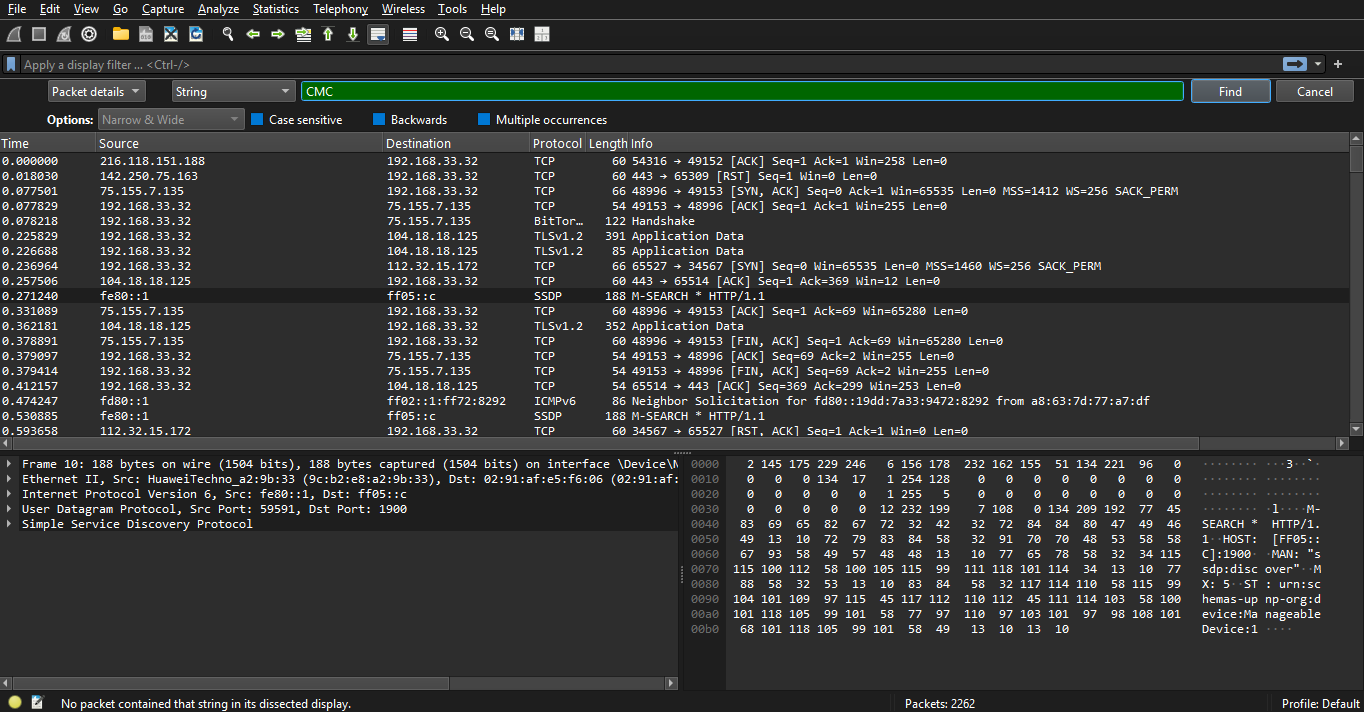 File Edit View Go Capture Analyze Statistics Telephony Wireless Tools Help
Apply a display filter ... <Ctrl-/>
Packet details String CMC Find Cancel
Options: Narrow & Wide Case sensitive Backwards Multiple occurrences
Time Source Destination Protocol Length Info
0.000000 216.118.151.188 192.168.33.32 TCP 60 54316 → 49152 [ACK] Seq=1 Ack=1 Win=258 Len=0
0.018030 142.250.75.163 192.168.33.32 TCP 60 443 → 65309 [RST] Seq=1 Win=0 Len=0
0.077501 75.155.7.135 192.168.33.32 TCP 66 48996 → 49153 [SYN, ACK] Seq=0 Ack=1 Win=65535 Len=0 MSS=1412 WS=256 SACK_PERM
0.077829 192.168.33.32 75.155.7.135 TCP 54 49153 → 48996 [ACK] Seq=1 Ack=1 Win=255 Len=0
0.078218 192.168.33.32 75.155.7.135 BitTor… 122 Handshake
0.225829 192.168.33.32 104.18.18.125 TLSv1.2 391 Application Data
0.226688 192.168.33.32 104.18.18.125 TLSv1.2 85 Application Data
0.236964 192.168.33.32 112.32.15.172 TCP 66 65527 → 34567 [SYN] Seq=0 Win=65535 Len=0 MSS=1460 WS=256 SACK_PERM
0.257506 104.18.18.125 192.168.33.32 TCP 60 443 → 65514 [ACK] Seq=1 Ack=369 Win=12 Len=0
0.271240 fe80::1 ff05::c SSDP 188 M-SEARCH * HTTP/1.1
0.331089 75.155.7.135 192.168.33.32 TCP 60 48996 → 49153 [ACK] Seq=1 Ack=69 Win=65280 Len=0
0.362181 104.18.18.125 192.168.33.32 TLSv1.2 352 Application Data
0.378891 75.155.7.135 192.168.33.32 TCP 60 48996 → 49153 [FIN, ACK] Seq=1 Ack=69 Win=65280 Len=0
0.379097 192.168.33.32 75.155.7.135 TCP 54 49153 → 48996 [ACK] Seq=69 Ack=2 Win=255 Len=0
0.379414 192.168.33.32 75.155.7.135 TCP 54 49153 → 48996 [FIN, ACK] Seq=69 Ack=2 Win=255 Len=0
0.412157 192.168.33.32 104.18.18.125 TCP 54 65514 → 443 [ACK] Seq=369 Ack=299 Win=253 Len=0
0.474247 fd80::1 ff02::1:ff72:8292 ICMPv6 86 Neighbor Solicitation for fd80::19dd:7a33:9472:8292 from a8:63:7d:77:a7:df
0.530885 fe80::1 ff05::c SSDP 188 M-SEARCH * HTTP/1.1
0.593658 112.32.15.172 192.168.33.32 TCP 60 34567 → 65527 [RST, ACK] Seq=1 Ack=1 Win=0 Len=0
Frame 10: 188 bytes on wire (1504 bits), 188 bytes captured (1504 bits) on interface \Device\N
Ethernet II, Src: HuaweiTechno_a2:9b:33 (9c:b2:e8:a2:9b:33), Dst: 02:91:af:e5:f6:06 (02:91:af:
Internet Protocol Version 6, Src: fe80::1, Dst: ff05::c
User Datagram Protocol, Src Port: 59591, Dst Port: 1900
Simple Service Discovery Protocol
0000 2 145 175 229 246 6 156 178 232 162 155 51 134 221 96 0 ········ ···3··`·
0010 0 0 0 134 17 1 254 128 0 0 0 0 0 0 0 0 ········ ········
0020 0 0 0 0 0 1 255 5 0 0 0 0 0 0 0 0 ········ ········
0030 0 0 0 0 0 12 232 199 7 108 0 134 209 192 77 45 ········ ·l····M-
0040 83 69 65 82 67 72 32 42 32 72 84 84 80 47 49 46 SEARCH * HTTP/1.
0050 49 13 10 72 79 83 84 58 32 91 70 70 48 53 58 58 1··HOST: [FF05::
0060 67 93 58 49 57 48 48 13 10 77 65 78 58 32 34 115 C]:1900· ·MAN: "s
0070 115 100 112 58 100 105 115 99 111 118 101 114 34 13 10 77 sdp:disc over"··M
0080 88 58 32 53 13 10 83 84 58 32 117 114 110 58 115 99 X: 5··ST : urn:sc
0090 104 101 109 97 115 45 117 112 110 112 45 111 114 103 58 100 hemas-up np-org:d
00a0 101 118 105 99 101 58 77 97 110 97 103 101 97 98 108 101 evice:Ma nageable
00b0 68 101 118 105 99 101 58 49 13 10 13 10 Device:1 ····
No packet contained that string in its dissected display. Packets: 2262 Profile: Default